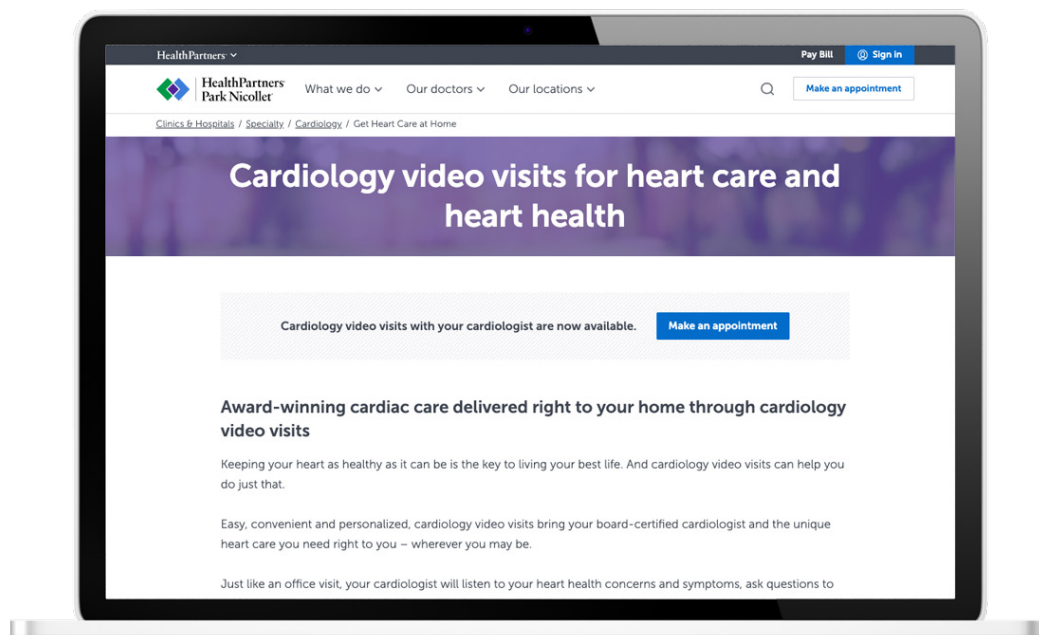 HealthPartners
Pay Bill
Sign in
HealthPartners
Park Nicollet
What we do
Our doctors
Our locations
Make an appointment
Clinics & Hospitals / Specialty / Cardiology / Get Heart Care at Home
Cardiology video visits for heart care and
heart health
Cardiology video visits with your cardiologist are now available.
Make an appointment
Award-winning cardiac care delivered right to your home through cardiology
video visits
Keeping your heart as healthy as it can be is the key to living your best life. And cardiology video visits can help you
do just that.
Easy, convenient and personalized, cardiology video visits bring your board-certified cardiologist and the unique
heart care you need right to you – wherever you may be.
Just like an office visit, your cardiologist will listen to your heart health concerns and symptoms, ask questions to